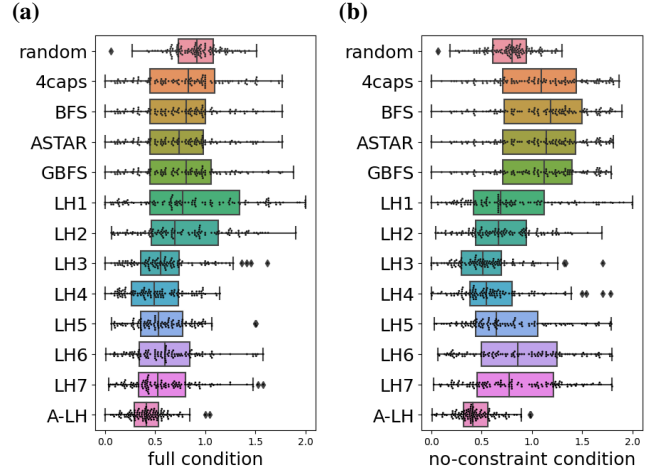 (a)
random
4caps
BFS
ASTAR
GBFS
LH1
LH2
LH3
LH4
LH5
LH6
LH7
A-LH
0.0 0.5 1.0 1.5 2.0
full condition
(b)
random
4caps
BFS
ASTAR
GBFS
LH1
LH2
LH3
LH4
LH5
LH6
LH7
A-LH
0.0 0.5 1.0 1.5 2.0
no-constraint condition